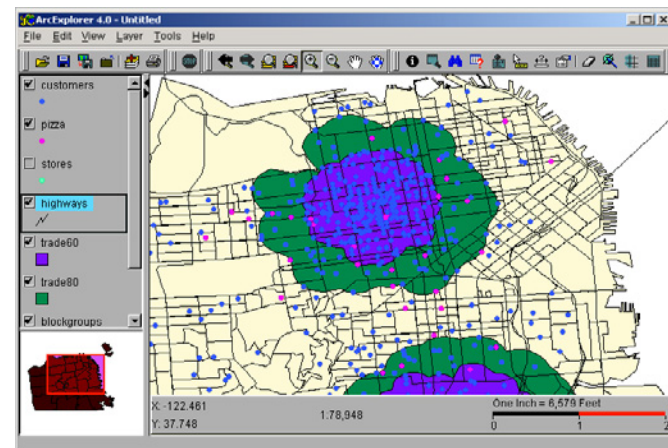 ArcExplorer 4.0 - Untitled
File Edit View Layer Tools Help
customers
pizza
stores
highways
trade60
trade80
blockgroups
X: -122.461
Y: 37.748
1:78,948
One Inch = 6,579 Feet
0 1 2